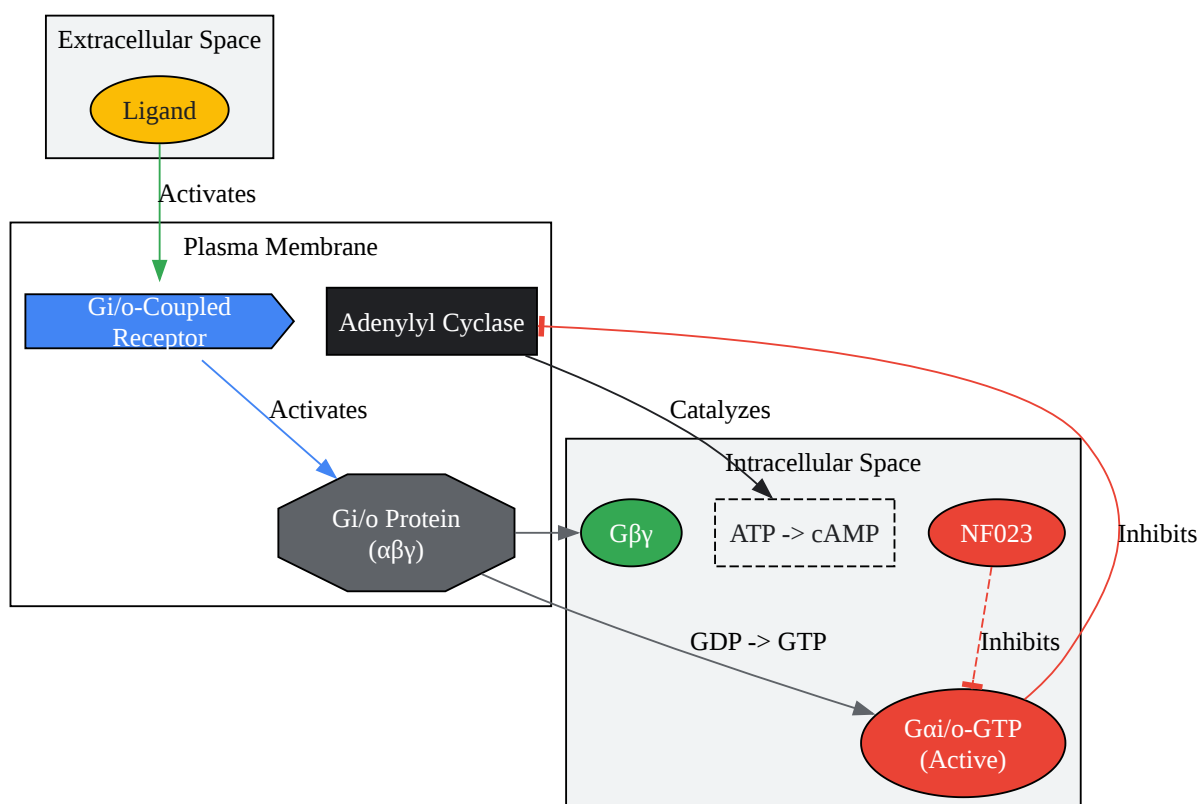 Extracellular Space
Ligand
Activates
Plasma Membrane
Gi/o-Coupled
Receptor
Adenylyl Cyclase
Activates
Catalyzes
Intracellular Space
Gi/o Protein
(αβγ)
Gβγ
ATP -> cAMP
NF023
Inhibits
GDP -> GTP
Inhibits
Gαi/o-GTP
(Active)